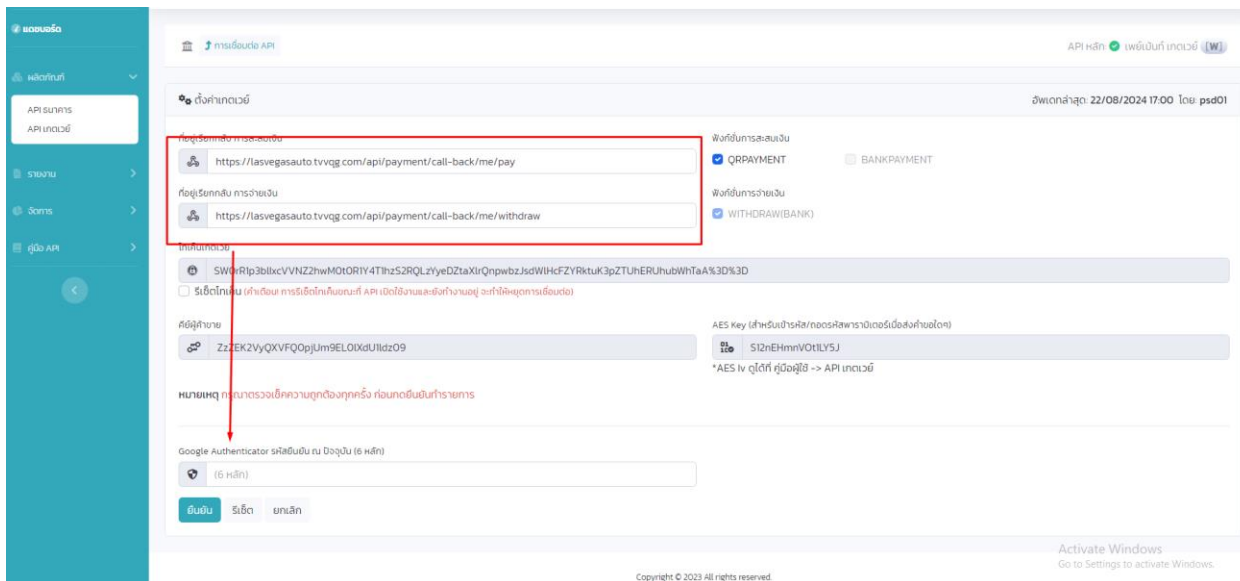 แดชบอร์ด
การเชื่อมต่อ API
API หลัก เพย์เม้นท์ เกตเวย์ [W]
ผลิตภัณฑ์
API ธนาคาร
API เกตเวย์
รายงาน
จัดการ
คู่มือ API
ตั้งค่าเกตเวย์
อัพเดทล่าสุด: 22/08/2024 17:00 โดย: psd01
ที่อยู่เรียกกลับ การสะสมเงิน
https://lasvegasauto.tvvqg.com/api/payment/call-back/me/pay
ฟังก์ชั่นการสะสมเงิน
QRPAYMENT
BANKPAYMENT
ที่อยู่เรียกกลับ การจ่ายเงิน
https://lasvegasauto.tvvqg.com/api/payment/call-back/me/withdraw
ฟังก์ชั่นการจ่ายเงิน
WITHDRAW(BANK)
โทเค็นเกตเวย์
รีเซ็ตโทเค็น (คำเตือน! การรีเซ็ตโทเค็นขณะที่ API เปิดใช้งานและยังทำงานอยู่ จะทำให้หยุดการเชื่อมต่อ)
คีย์ผู้ค้าขาย
AES Key (สำหรับเข้ารหัส/ถอดรหัสพารามิเตอร์เมื่อส่งคำขอใดๆ)
*AES Iv ดูได้ที่ คู่มือผู้ใช้ -> API เกตเวย์
หมายเหตุ กรุณาตรวจเช็คความถูกต้องทุกครั้ง ก่อนกดยืนยันทำรายการ
Google Authenticator รหัสยืนยัน ณ ปัจจุบัน (6 หลัก)
(6 หลัก)
ยืนยัน รีเซ็ต ยกเลิก
Activate Windows
Go to Settings to activate Windows.
Copyright © 2023 All rights reserved.